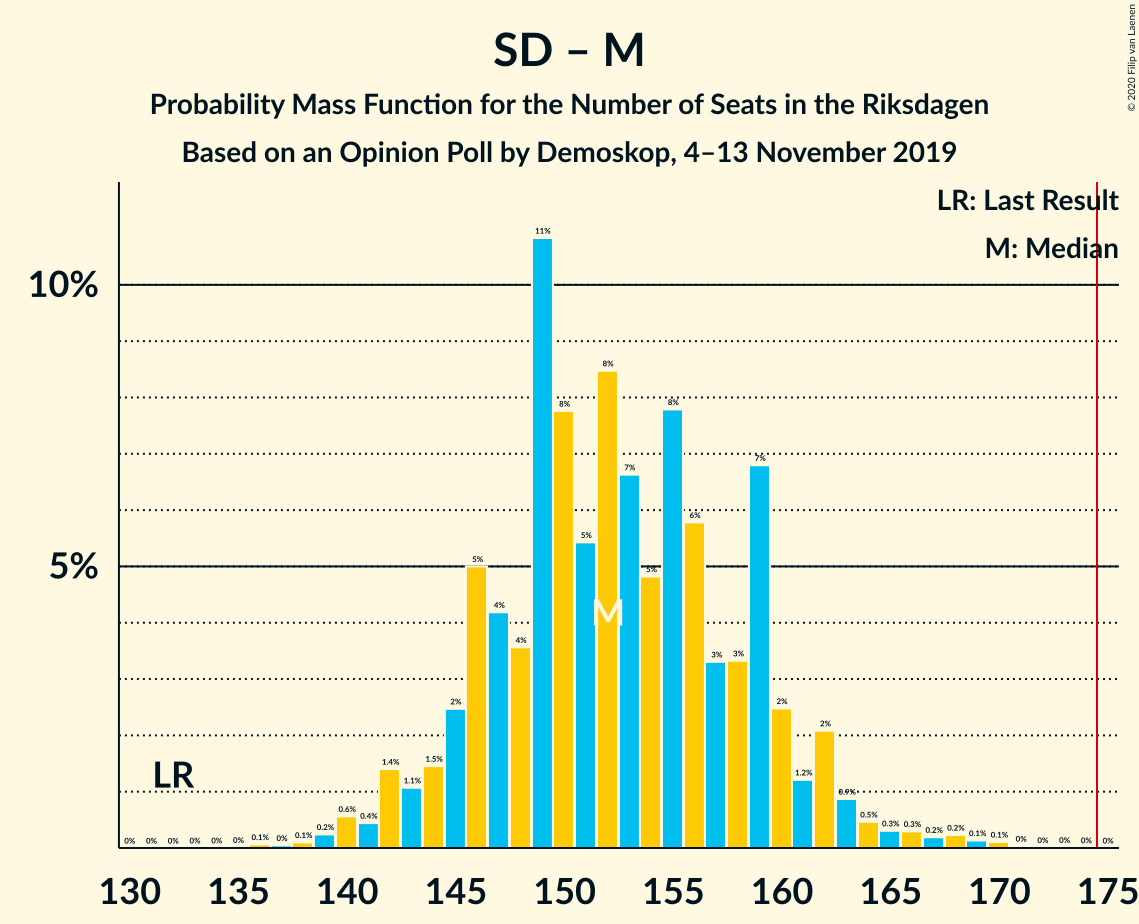 SD – M
Probability Mass Function for the Number of Seats in the Riksdagen
Based on an Opinion Poll by Demoskop, 4–13 November 2019
© 2020 Filip van Laenen
LR: Last Result
M: Median
10%
5%
LR
M
0% 0% 0% 0% 0% 0% 0.1% 0% 0.1% 0.2% 0.6% 0.4% 1.4% 1.1% 1.5% 2% 5% 4% 4% 11% 8% 5% 8% 7% 5% 8% 6% 3% 3% 7% 2% 1.2% 2% 0.9% 0.5% 0.3% 0.3% 0.2% 0.2% 0.1% 0.1% 0% 0% 0% 0% 0%
130 135 140 145 150 155 160 165 170 175